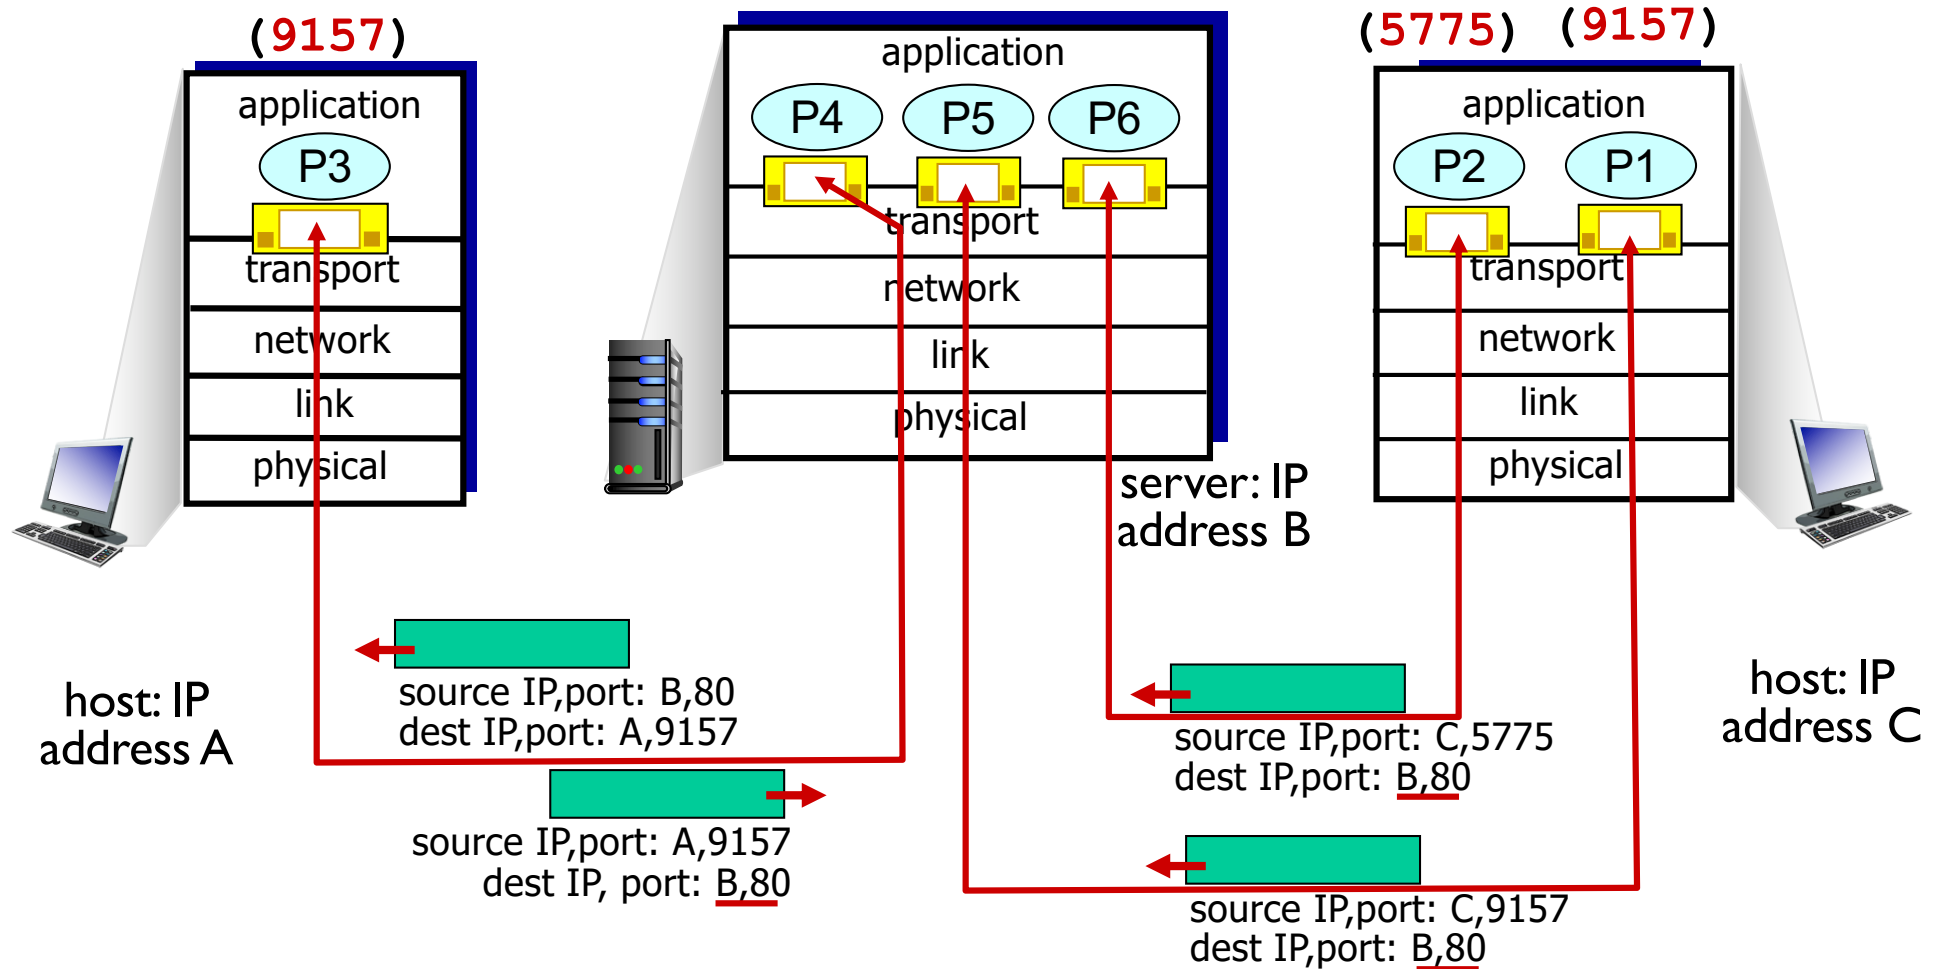 (9157)
application
P3
transport
network
link
physical
host: IP
address A
application
P4 P5 P6
transport
network
link
physical
server: IP
address B
(5775) (9157)
application
P2 P1
transport
network
link
physical
host: IP
address C
source IP,port: B,80
dest IP,port: A,9157
source IP,port: A,9157
dest IP, port: B,80
source IP,port: C,5775
dest IP,port: B,80
source IP,port: C,9157
dest IP,port: B,80